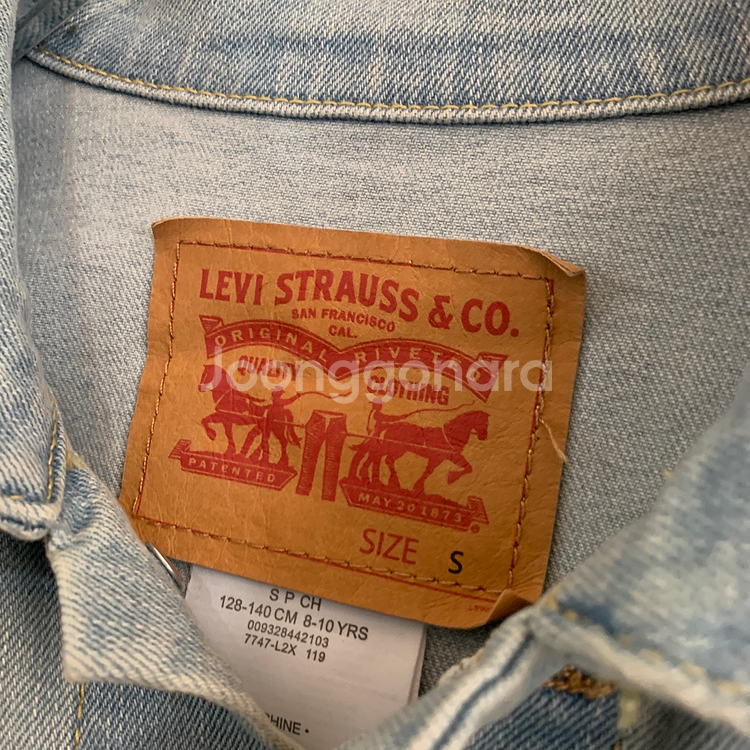 LEVI STRAUSS & CO.
SAN FRANCISCO
CAL.
ORIGINAL RIVETED
QUALITY CLOTHING
Joonggonara
PATENTED
MAY 20 1873
SIZE S
S P CH
128-140 CM 8-10 YRS
009328442103
7747-L2X 119